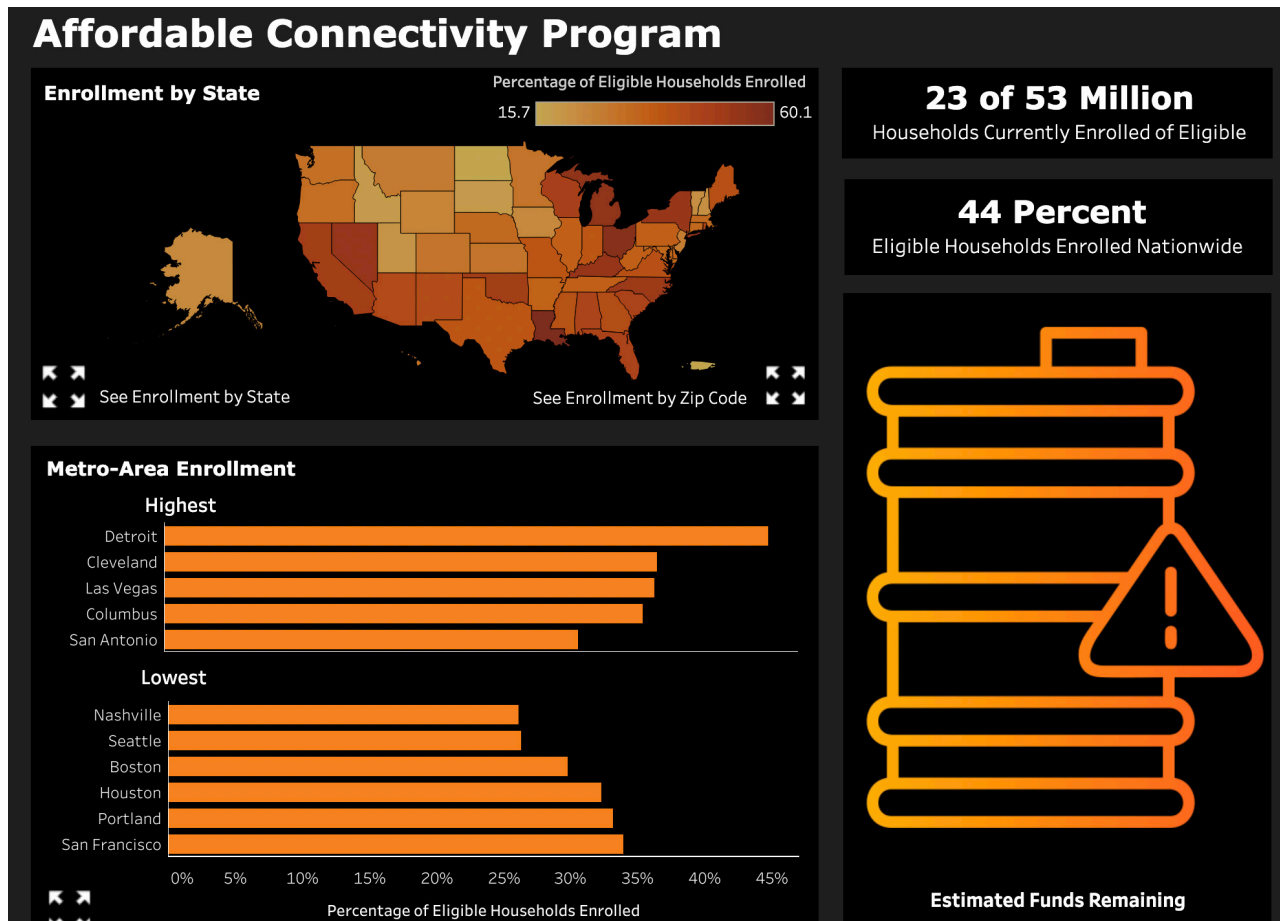 Affordable Connectivity Program
Enrollment by State
Percentage of Eligible Households Enrolled
15.7
60.1
See Enrollment by State
See Enrollment by Zip Code
23 of 53 Million
Households Currently Enrolled of Eligible
44 Percent
Eligible Households Enrolled Nationwide
Metro-Area Enrollment
Highest
Detroit
Cleveland
Las Vegas
Columbus
San Antonio
Lowest
Nashville
Seattle
Boston
Houston
Portland
San Francisco
0% 5% 10% 15% 20% 25% 30% 35% 40% 45%
Percentage of Eligible Households Enrolled
Estimated Funds Remaining